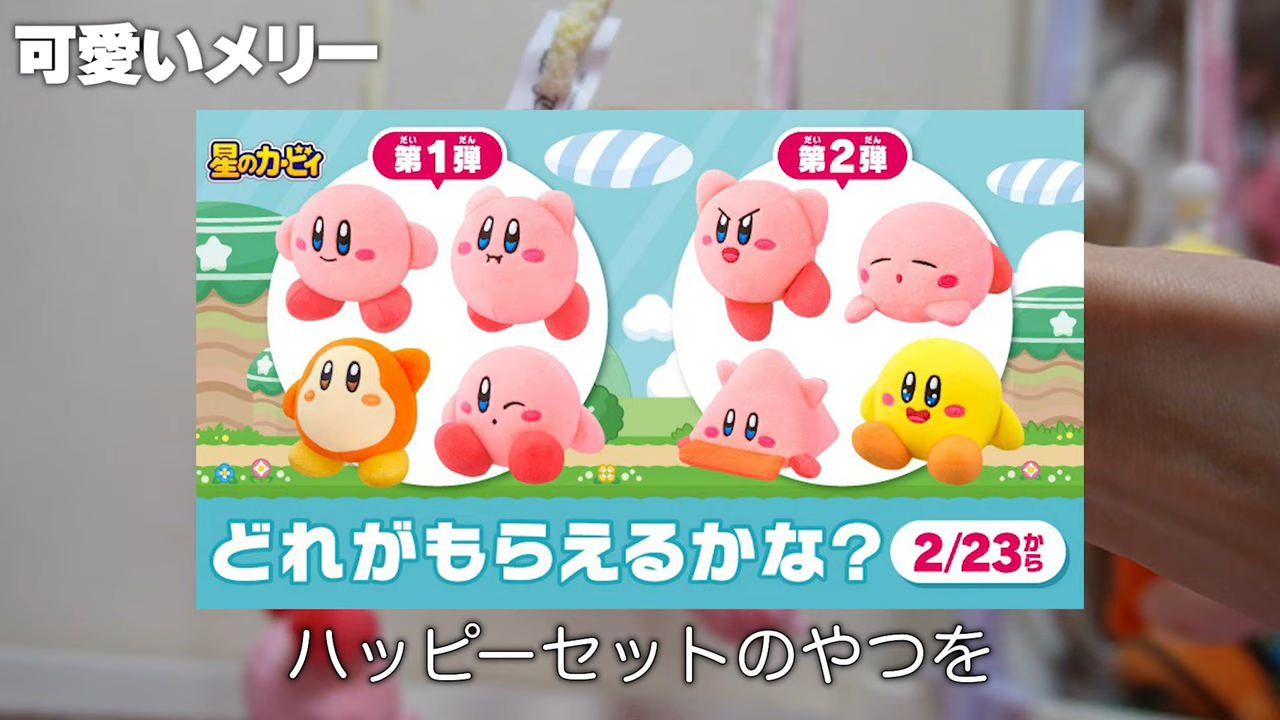 可愛いメリー
星のカービィ
だい だん
第1弾
だい だん
第2弾
どれがもらえるかな?
2/23から
ハッピーセットのやつを